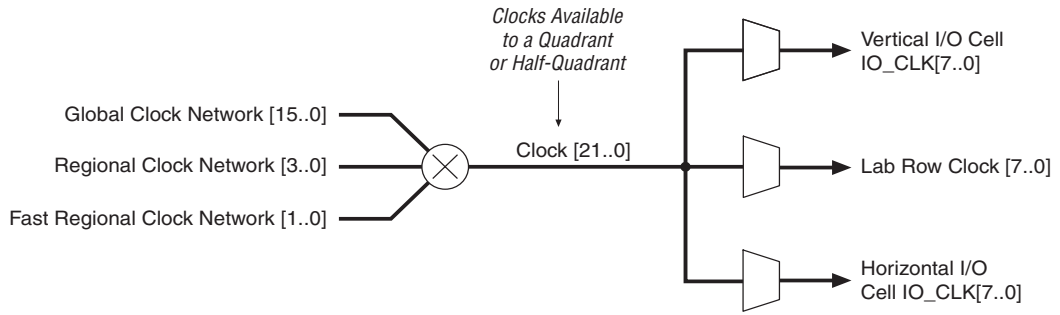 Clocks Available
to a Quadrant
or Half-Quadrant
Vertical I/O Cell
IO_CLK[7..0]
Global Clock Network [15..0]
Clock [21..0]
Regional Clock Network [3..0]
Lab Row Clock [7..0]
Fast Regional Clock Network [1..0]
Horizontal I/O
Cell IO_CLK[7..0]